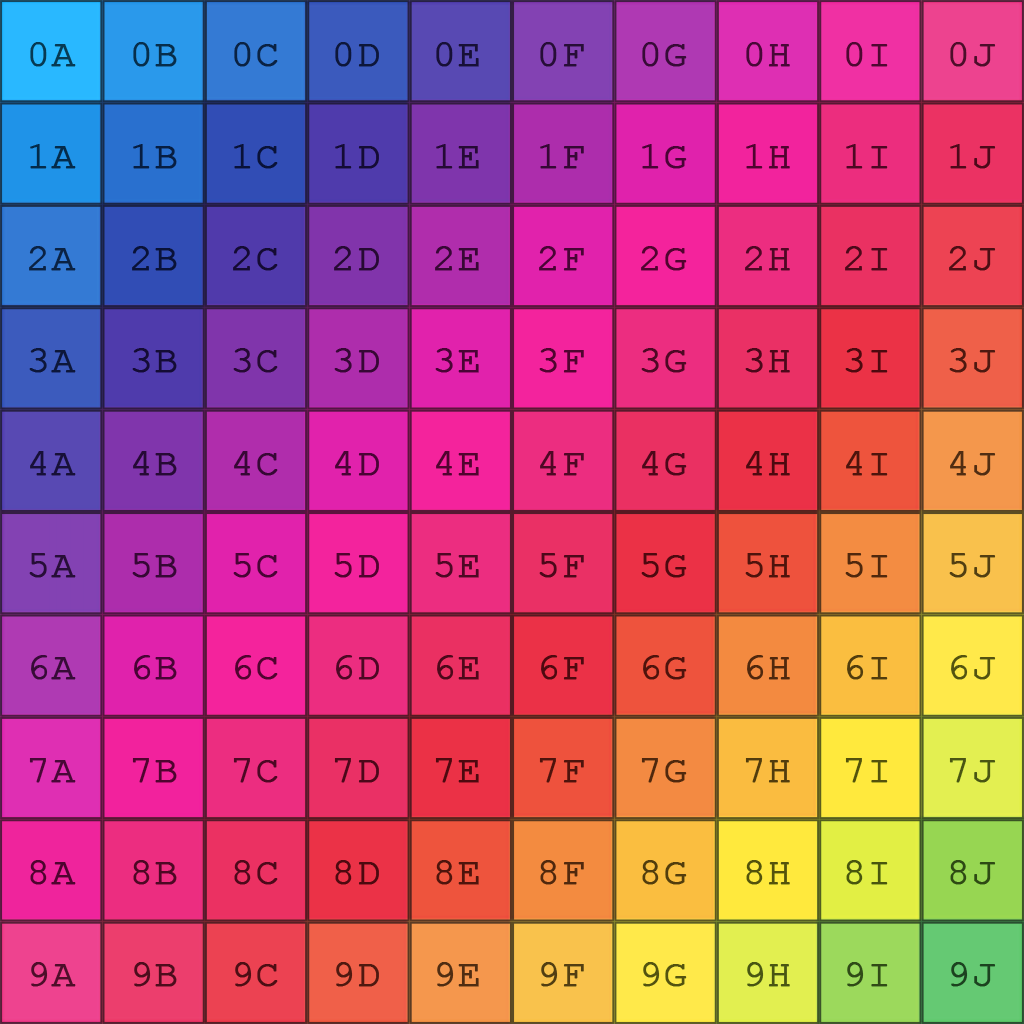 0A 0B 0C 0D 0E 0F 0G 0H 0I 0J
1A 1B 1C 1D 1E 1F 1G 1H 1I 1J
2A 2B 2C 2D 2E 2F 2G 2H 2I 2J
3A 3B 3C 3D 3E 3F 3G 3H 3I 3J
4A 4B 4C 4D 4E 4F 4G 4H 4I 4J
5A 5B 5C 5D 5E 5F 5G 5H 5I 5J
6A 6B 6C 6D 6E 6F 6G 6H 6I 6J
7A 7B 7C 7D 7E 7F 7G 7H 7I 7J
8A 8B 8C 8D 8E 8F 8G 8H 8I 8J
9A 9B 9C 9D 9E 9F 9G 9H 9I 9J